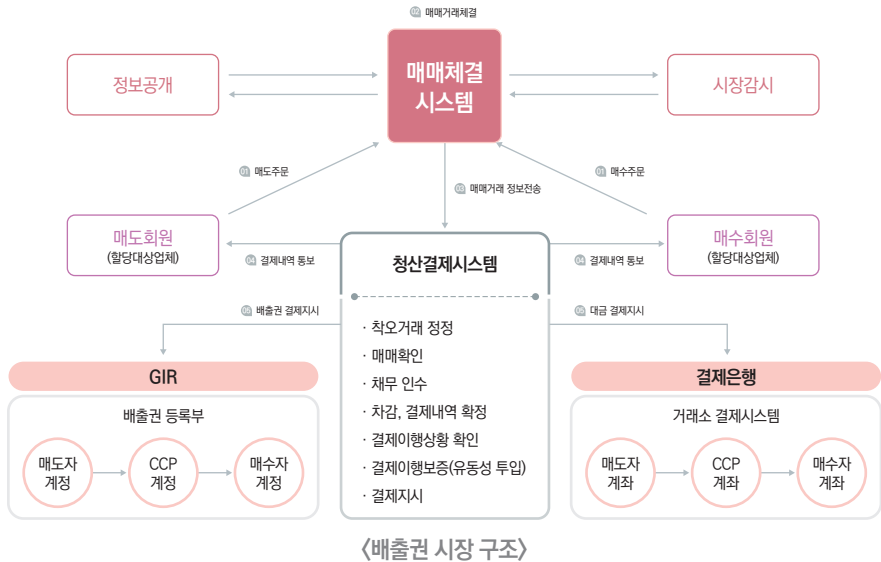 02 매매거래체결
정보공개
매매체결
시스템
시장감시
01 매도주문
01 매수주문
03 매매거래 정보전송
매도회원
(할당대상업체)
매수회원
(할당대상업체)
04 결제내역 통보
04 결제내역 통보
청산결제시스템
05 배출권 결제지시
05 대금 결제지시
· 착오거래 정정
· 매매확인
· 채무 인수
· 차감, 결제내역 확정
· 결제이행상황 확인
· 결제이행보증(유동성 투입)
· 결제지시
GIR
배출권 등록부
매도자
계정
CCP
계정
매수자
계정
결제은행
거래소 결제시스템
매도자
계좌
CCP
계좌
매수자
계좌
〈배출권 시장 구조〉